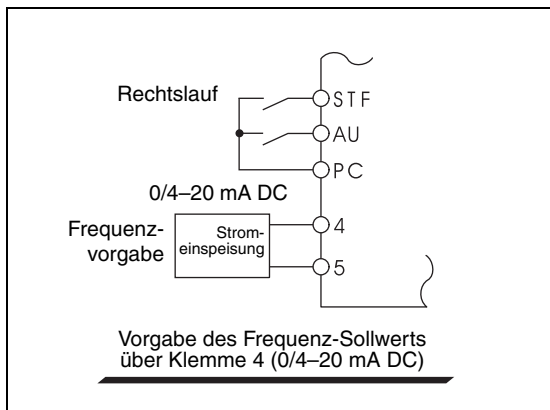 Rechtslauf
STF
AU
PC
0/4–20 mA DC
Frequenz-
vorgabe
Strom-
einspeisung
4
5
Vorgabe des Frequenz-Sollwerts
über Klemme 4 (0/4–20 mA DC)